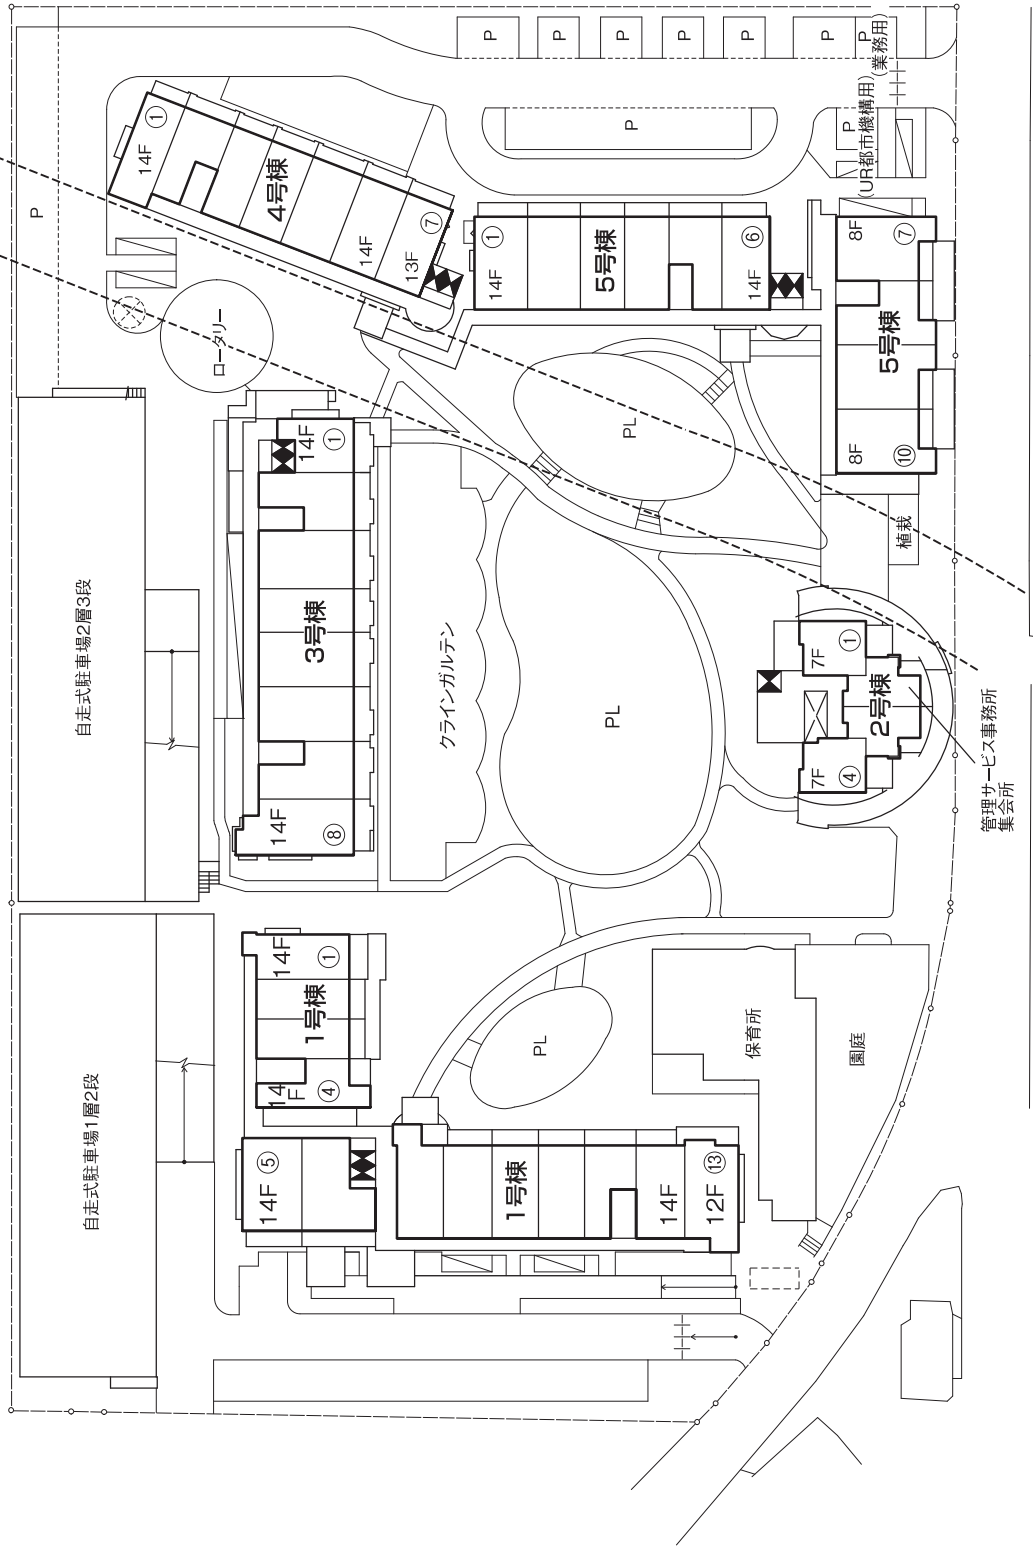 P
P
P
P
P
P
P
(業務用)
P
P
(UR都市機構用)
P
①
14F
4号棟
14F
⑦
13F
ロータリー
①
14F
5号棟
⑥
14F
8F
⑦
5号棟
8F
⑩
植栽
PL
14F
①
3号棟
14F
⑧
自走式駐車場2層3段
クラインガルテン
PL
7F
①
2号棟
7F
④
管理サービス事務所
集会所
14F
①
1号棟
14
F
④
自走式駐車場1層2段
PL
保育所
園庭
14F
⑤
1号棟
14F
12F
⑬